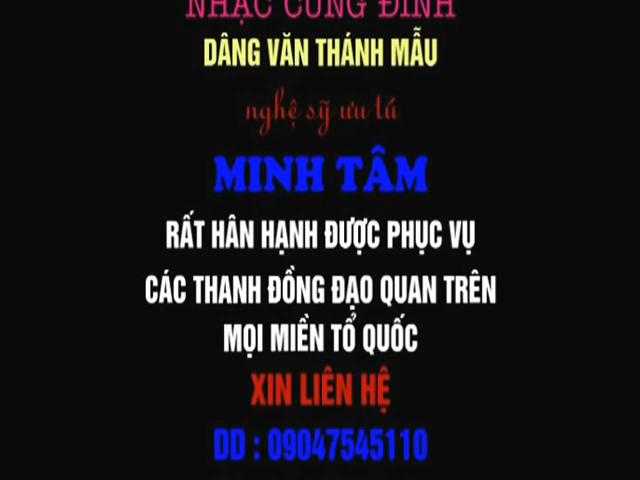 NHẠC CUNG ĐÌNH
DÂNG VĂN THÁNH MẪU
nghệ sỹ ưu tú
MINH TÂM
RẤT HÂN HẠNH ĐƯỢC PHỤC VỤ
CÁC THANH ĐỒNG ĐẠO QUAN TRÊN
MỌI MIỀN TỔ QUỐC
XIN LIÊN HỆ
DD : 09047545110